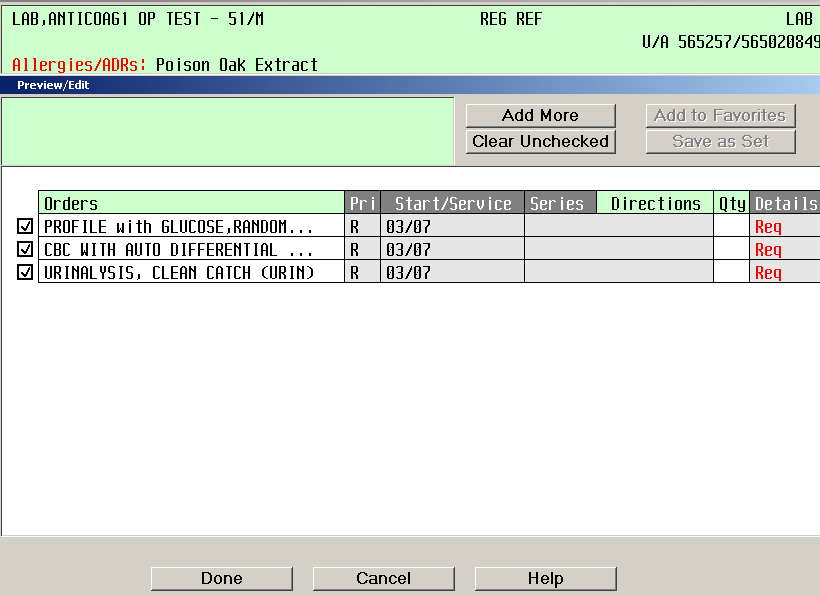 LAB,ANTICOAG1 OP TEST - 51/M REG REF LAB
U/A 565257/565020849
Allergies/ADRs: Poison Oak Extract
Preview/Edit
Add More Add to Favorites
Clear Unchecked Save as Set
Orders Pri Start/Service Series Directions Qty Details
PROFILE with GLUCOSE,RANDOM... R 03/07 Req
CBC WITH AUTO DIFFERENTIAL ... R 03/07 Req
URINALYSIS, CLEAN CATCH (URIN) R 03/07 Req
Done Cancel Help